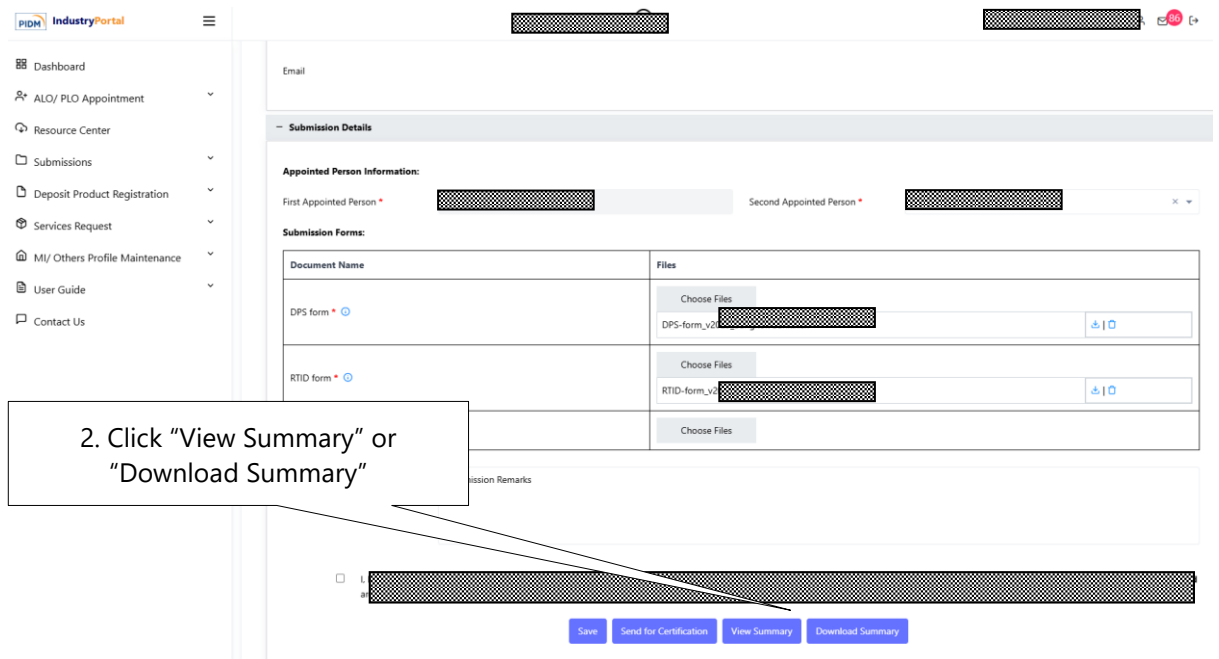 PIDM IndustryPortal
86
Dashboard
ALO/ PLO Appointment
Resource Center
Submissions
Deposit Product Registration
Services Request
MI/ Others Profile Maintenance
User Guide
Contact Us
Email
− Submission Details
Appointed Person Information:
First Appointed Person *
Second Appointed Person *
Submission Forms:
Document Name Files
DPS form *
Choose Files
DPS-form_v20
RTID form *
Choose Files
RTID-form_v2
Choose Files
2. Click “View Summary” or
“Download Summary”
Remarks
I,
Save Send for Certification View Summary Download Summary